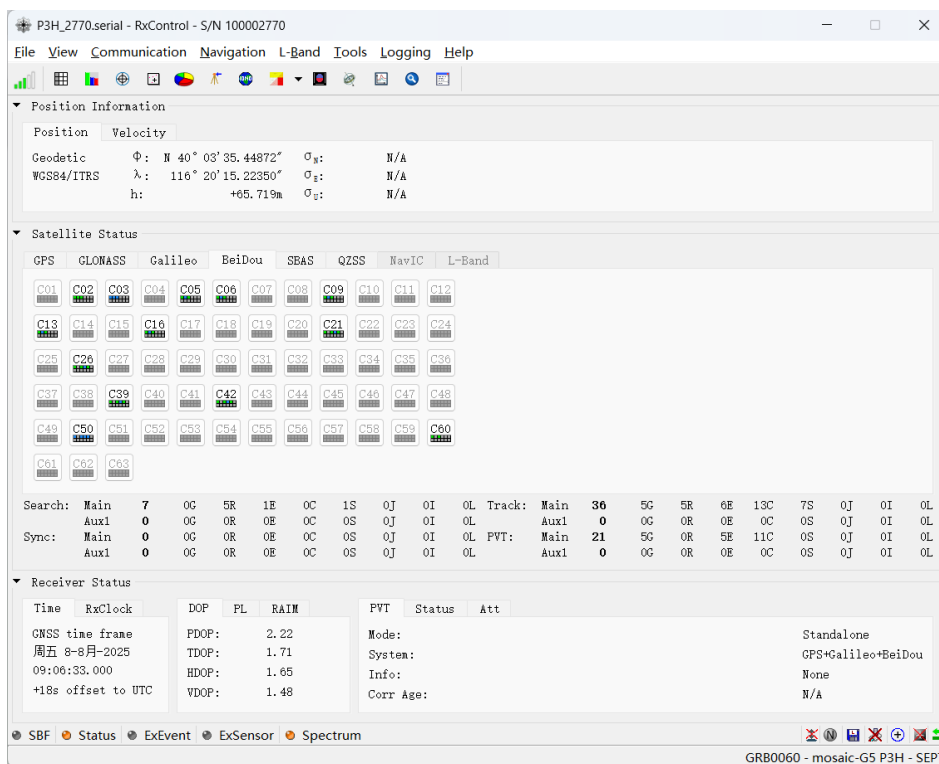 P3H_2770.serial - RxControl - S/N 100002770
File View Communication Navigation L-Band Tools Logging Help
Position Information
Position Velocity
Geodetic Φ: N 40° 03'35.44872" σN: N/A
WGS84/ITRS λ: 116° 20'15.22350" σE: N/A
h: +65.719m σU: N/A
Satellite Status
GPS GLONASS Galileo BeiDou SBAS QZSS NavIC L-Band
C01 C02 C03 C04 C05 C06 C07 C08 C09 C10 C11 C12
C13 C14 C15 C16 C17 C18 C19 C20 C21 C22 C23 C24
C25 C26 C27 C28 C29 C30 C31 C32 C33 C34 C35 C36
C37 C38 C39 C40 C41 C42 C43 C44 C45 C46 C47 C48
C49 C50 C51 C52 C53 C54 C55 C56 C57 C58 C59 C60
C61 C62 C63
Search: Main 7 0G 5R 1E 0C 1S 0J 0I 0L Track: Main 36 5G 5R 6E 13C 7S 0J 0I 0L
Aux1 0 0G 0R 0E 0C 0S 0J 0I 0L Aux1 0 0G 0R 0E 0C 0S 0J 0I 0L
Sync: Main 0 0G 0R 0E 0C 0S 0J 0I 0L PVT: Main 21 5G 0R 5E 11C 0S 0J 0I 0L
Aux1 0 0G 0R 0E 0C 0S 0J 0I 0L Aux1 0 0G 0R 0E 0C 0S 0J 0I 0L
Receiver Status
Time RxClock DOP PL RAIM PVT Status Att
GNSS time frame PDOP: 2.22 Mode: Standalone
周五 8-8月-2025 TDOP: 1.71 System: GPS+Galileo+BeiDou
09:06:33.000 HDOP: 1.65 Info: None
+18s offset to UTC VDOP: 1.48 Corr Age: N/A
SBF Status ExEvent ExSensor Spectrum
GRB0060 - mosaic-G5 P3H - SEPT